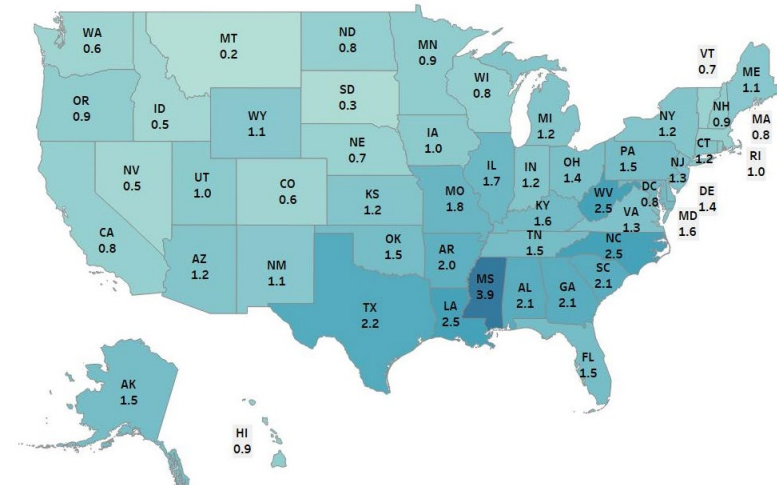 WA
0.6
MT
0.2
ND
0.8
MN
0.9
VT
0.7
ME
1.1
OR
0.9
ID
0.5
SD
0.3
WI
0.8
NH
0.9
MA
0.8
WY
1.1
MI
1.2
NY
1.2
CT
1.2
RI
1.0
NE
0.7
IA
1.0
PA
1.5
NJ
1.3
NV
0.5
UT
1.0
CO
0.6
IL
1.7
IN
1.2
OH
1.4
DC
0.8
DE
1.4
CA
0.8
KS
1.2
MO
1.8
KY
1.6
WV
2.5
VA
1.3
MD
1.6
AZ
1.2
NM
1.1
OK
1.5
AR
2.0
TN
1.5
NC
2.5
SC
2.1
TX
2.2
LA
2.5
MS
3.9
AL
2.1
GA
2.1
FL
1.5
AK
1.5
HI
0.9